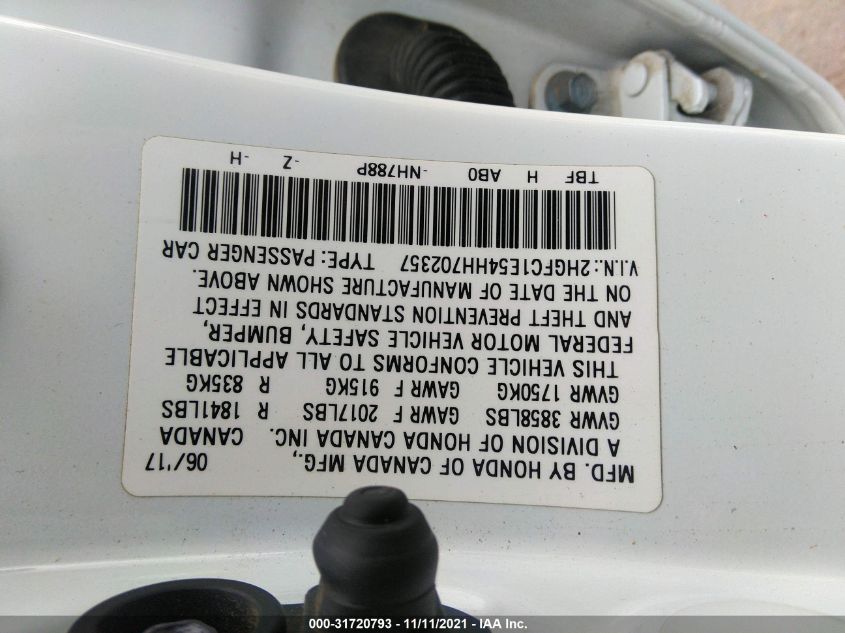 MFD. BY HONDA OF CANADA MFG., 06/'17
A DIVISION OF HONDA CANADA INC. CANADA
GVWR 3858LBS GAWR F 2017LBS R 1841LBS
GVWR 1750KG GAWR F 915KG R 835KG
THIS VEHICLE CONFORMS TO ALL APPLICABLE
FEDERAL MOTOR VEHICLE SAFETY, BUMPER,
AND THEFT PREVENTION STANDARDS IN EFFECT
ON THE DATE OF MANUFACTURE SHOWN ABOVE.
V.I.N.: 2HGFC1E54HH702357 TYPE: PASSENGER CAR
TBF H AB0 -NH788P -Z -H
000-31720793 - 11/11/2021 - IAA Inc.